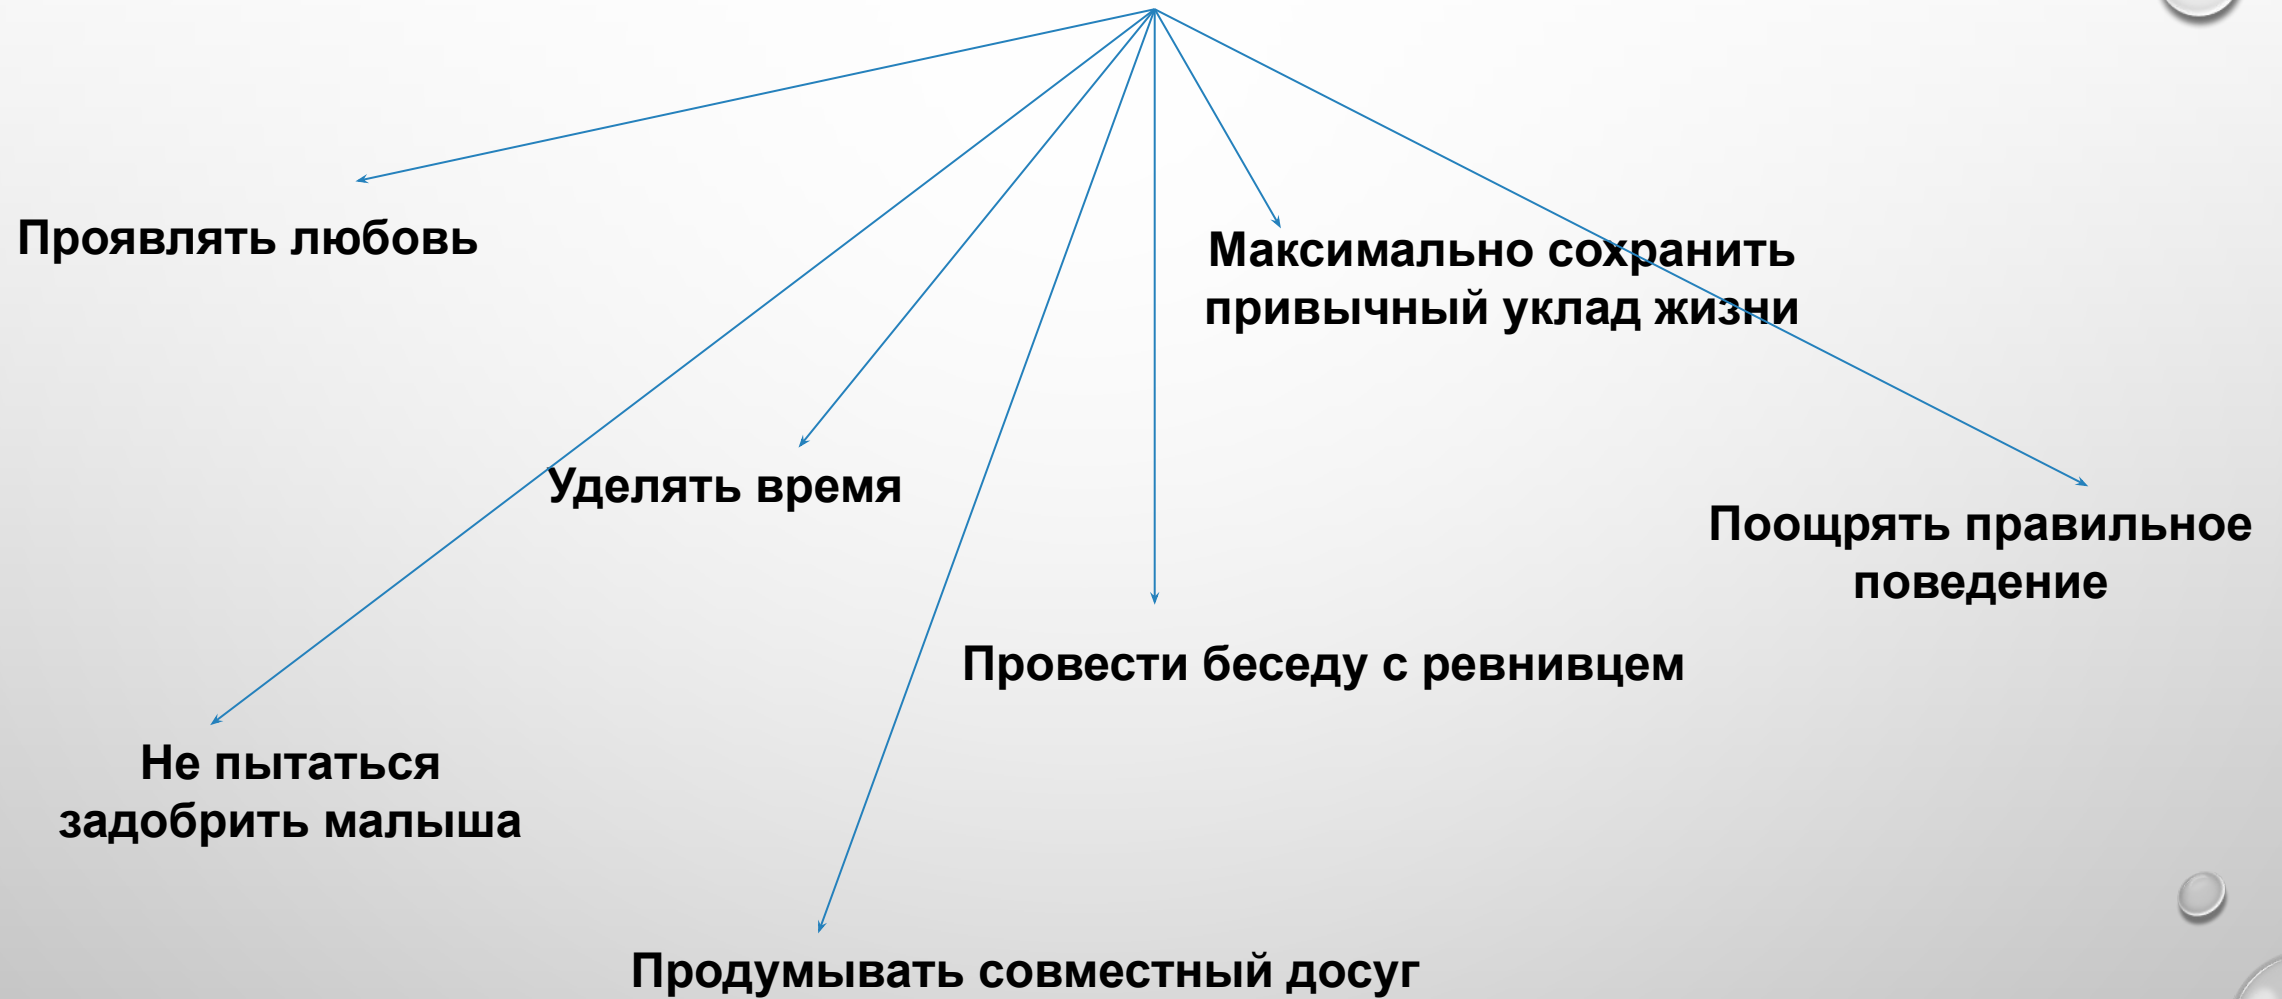 Проявлять любовь
Максимально сохранить
привычный уклад жизни
Уделять время
Поощрять правильное
поведение
Провести беседу с ревнивцем
Не пытаться
задобрить малыша
Продумывать совместный досуг